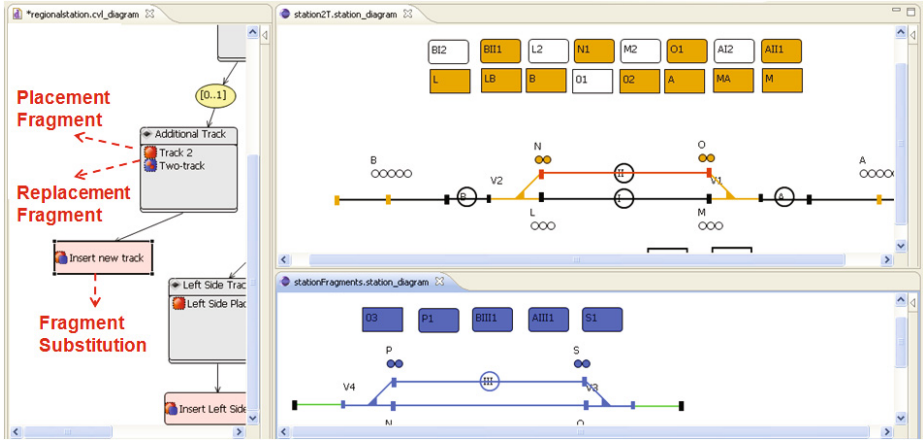 *regionalstation.cvl_diagram
[0..1]
Placement
Fragment
Additional Track
Track 2
Two-track
Replacement
Fragment
Insert new track
Left Side Trac
Left Side Plac
Fragment
Substitution
Insert Left Side
station2T.station_diagram
BI2 BII1 L2 N1 M2 O1 AI2 AII1
L LB B 01 02 A MA M
N O
B A
V2 II V1
B I A
L M
stationFragments.station_diagram
03 P1 BIII1 AIII1 S1
P S
V4 III V3
N O